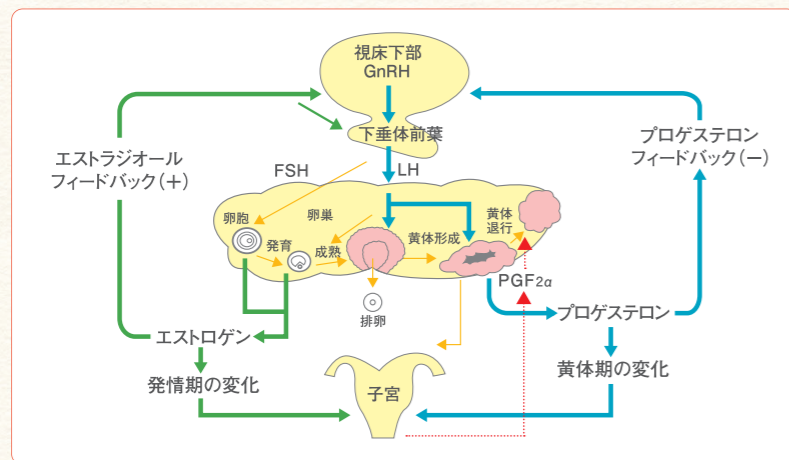 視床下部
GnRH
下垂体前葉
エストラジオール
フィードバック（＋）
プロゲステロン
フィードバック（−）
FSH
LH
卵胞
卵巣
発育
成熟
黄体形成
黄体
退行
PGF2α
排卵
エストロゲン
プロゲステロン
発情期の変化
黄体期の変化
子宮